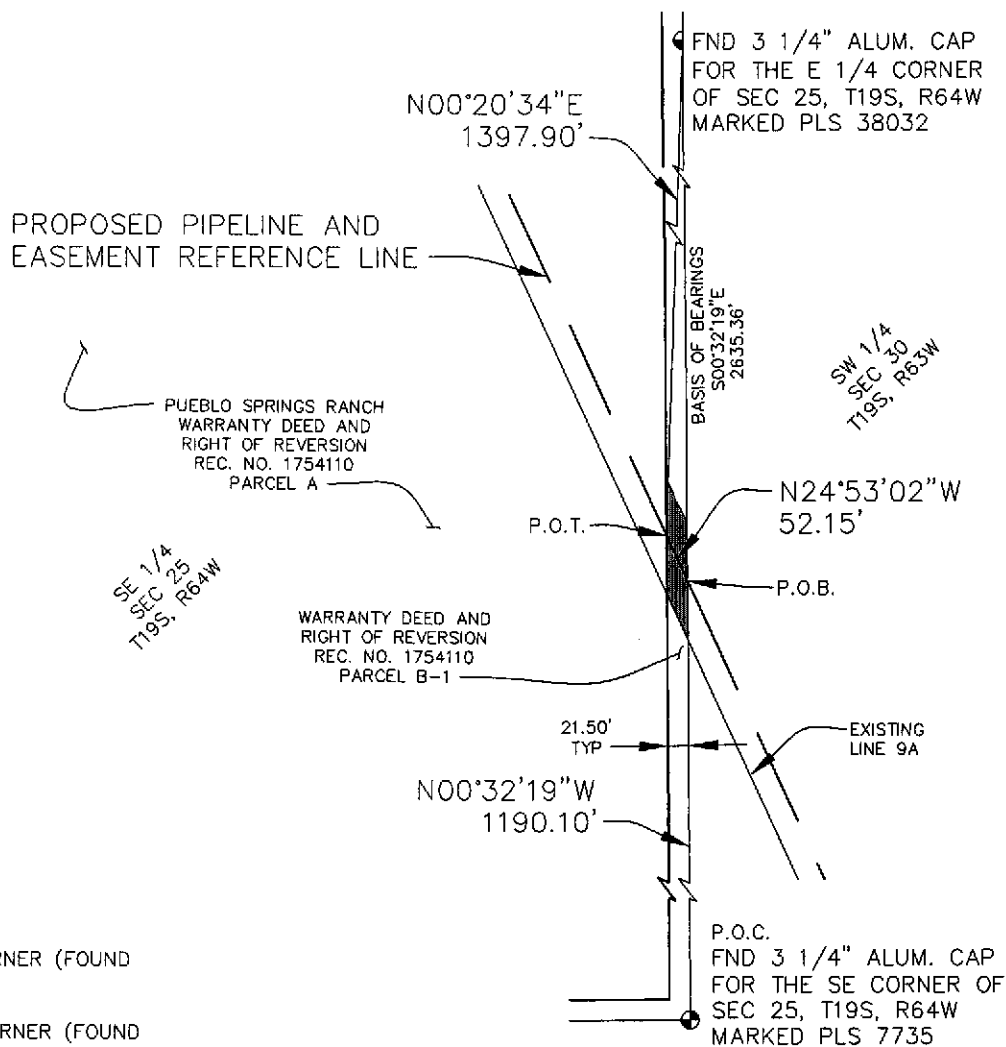 FND 3 1/4" ALUM. CAP
FOR THE E 1/4 CORNER
OF SEC 25, T19S, R64W
MARKED PLS 38032
N00°20'34"E
1397.90'
PROPOSED PIPELINE AND
EASEMENT REFERENCE LINE
BASIS OF BEARINGS
S00°32'19"E
2635.36'
SW 1/4
SEC 30
T19S, R63W
PUEBLO SPRINGS RANCH
WARRANTY DEED AND
RIGHT OF REVERSION
REC. NO. 1754110
PARCEL A
N24°53'02"W
52.15'
P.O.T.
P.O.B.
SE 1/4
SEC 25
T19S, R64W
WARRANTY DEED AND
RIGHT OF REVERSION
REC. NO. 1754110
PARCEL B-1
21.50'
TYP
EXISTING
LINE 9A
N00°32'19"W
1190.10'
P.O.C.
FND 3 1/4" ALUM. CAP
FOR THE SE CORNER OF
SEC 25, T19S, R64W
MARKED PLS 7735
RNER (FOUND
ORNER (FOUND